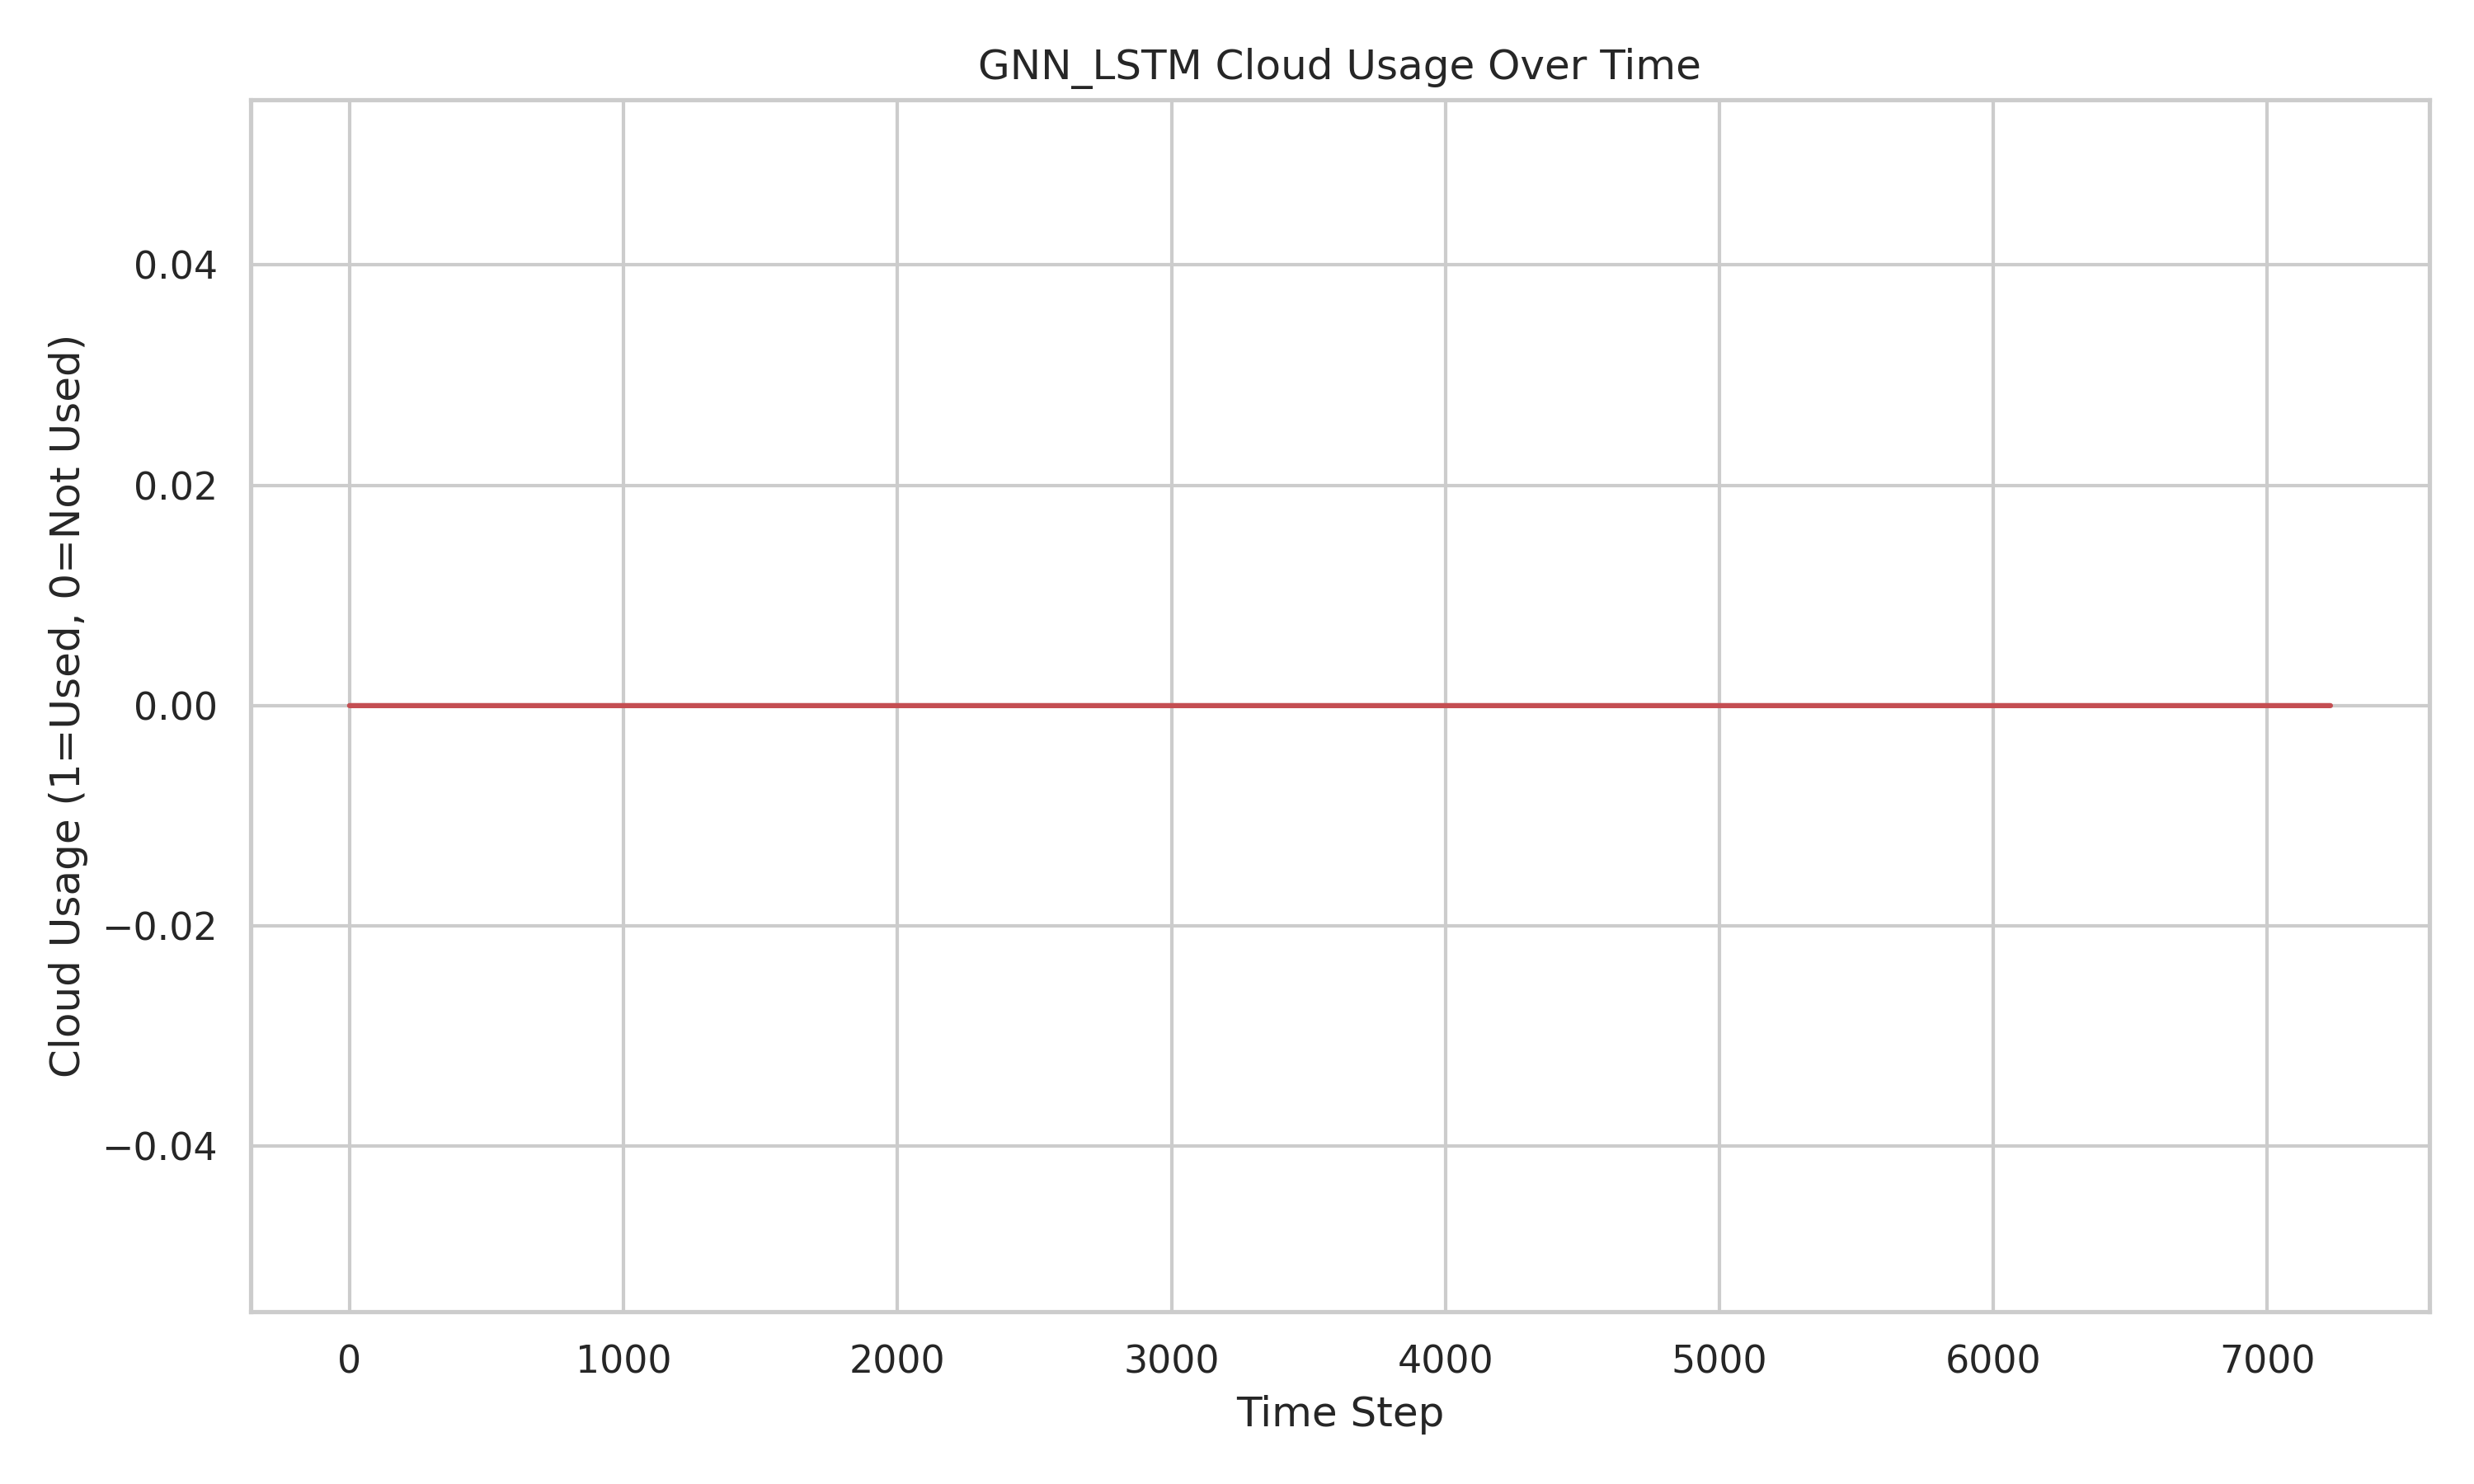 GNN_LSTM Cloud Usage Over Time
Cloud Usage (1=Used, 0=Not Used)
0.04
0.02
0.00
−0.02
−0.04
0 1000 2000 3000 4000 5000 6000 7000
Time Step